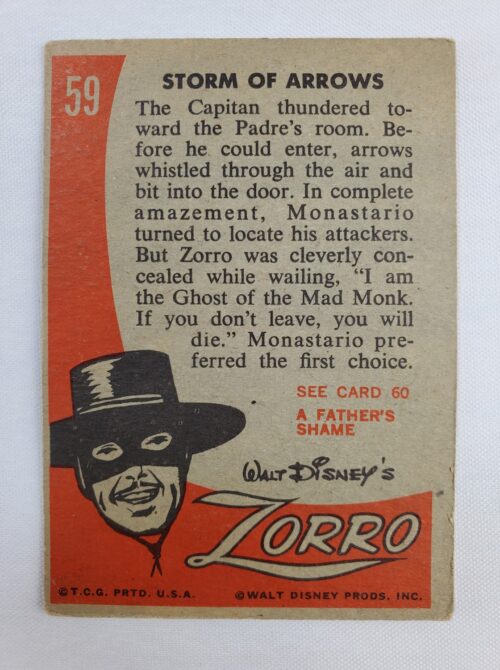 59
STORM OF ARROWS
The Capitan thundered to-
ward the Padre's room. Be-
fore he could enter, arrows
whistled through the air and
bit into the door. In complete
amazement, Monastario
turned to locate his attackers.
But Zorro was cleverly con-
cealed while wailing, "I am
the Ghost of the Mad Monk.
If you don't leave, you will
die." Monastario pre-
ferred the first choice.
SEE CARD 60
A FATHER'S
SHAME
WALT DISNEY'S
ZORRO
©T.C.G. PRTD. U.S.A.
©WALT DISNEY PRODS. INC.